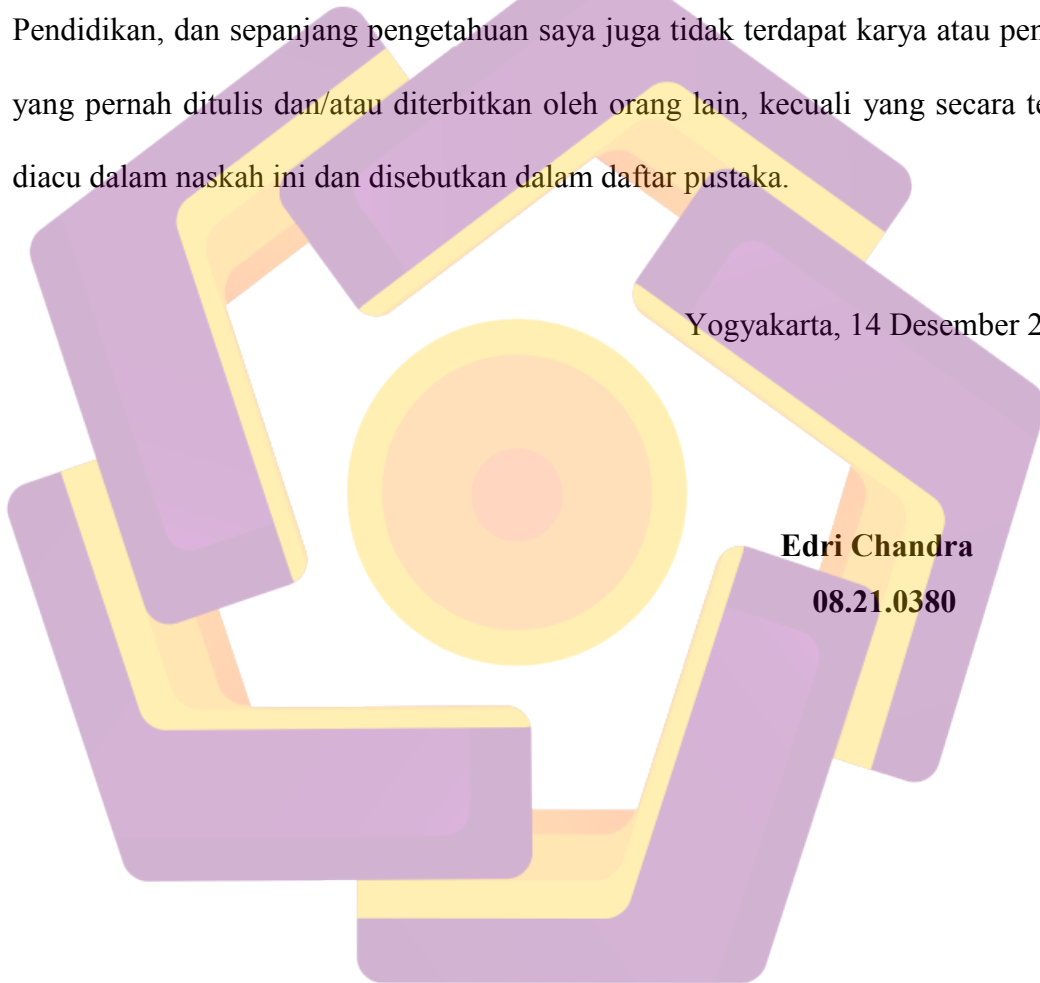 Pendidikan, dan sepanjang pengetahuan saya juga tidak terdapat karya atau pen
yang pernah ditulis dan/atau diterbitkan oleh orang lain, kecuali yang secara te
diacu dalam naskah ini dan disebutkan dalam daftar pustaka.
Yogyakarta, 14 Desember 2
Edri Chandra
08.21.0380